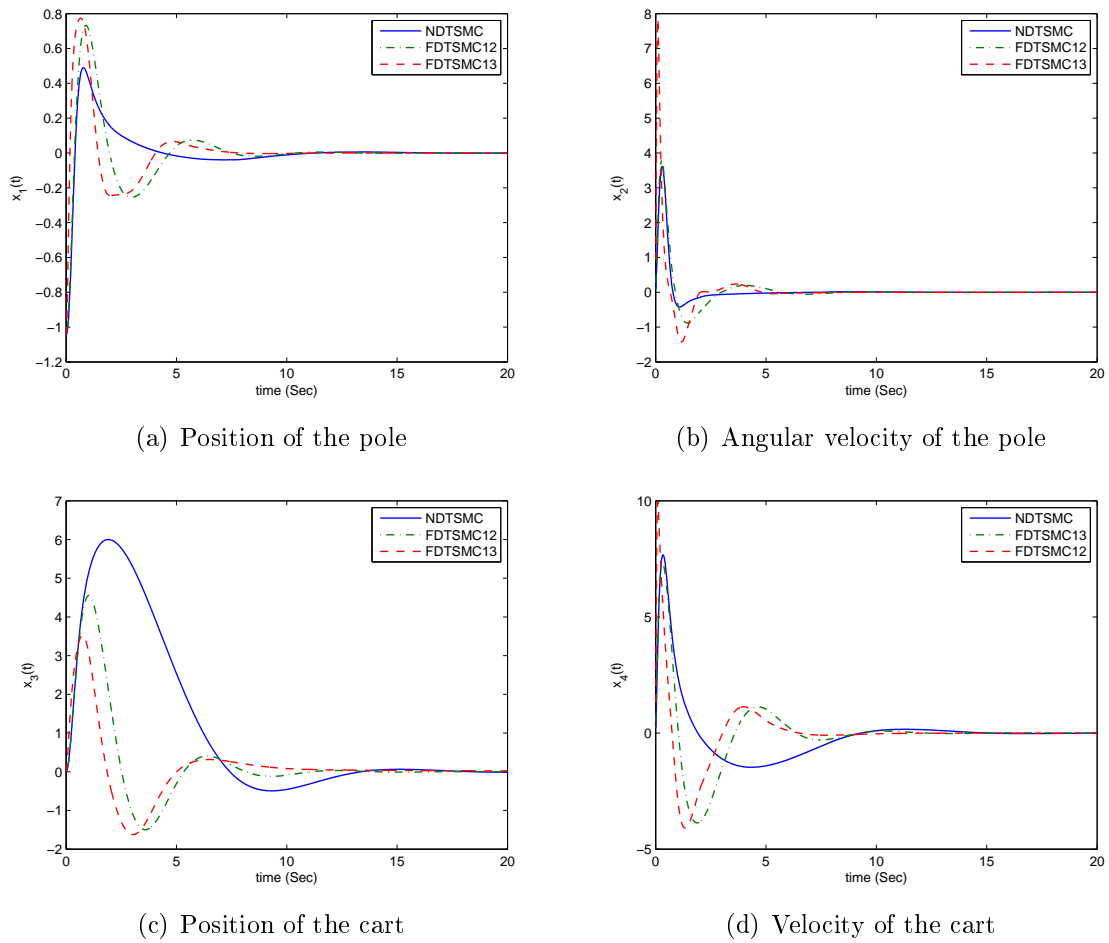 0.8
0.6
0.4
0.2
0
−0.2
−0.4
−0.6
−0.8
−1
−1.2
x1(t)
0 5 10 15 20
time (Sec)
NDTSMC
FDTSMC12
FDTSMC13
(a) Position of the pole
8
7
6
5
4
3
2
1
0
−1
−2
x2(t)
0 5 10 15 20
time (Sec)
NDTSMC
FDTSMC12
FDTSMC13
(b) Angular velocity of the pole
7
6
5
4
3
2
1
0
−1
−2
x3(t)
0 5 10 15 20
time (Sec)
NDTSMC
FDTSMC12
FDTSMC13
(c) Position of the cart
10
5
0
−5
x4(t)
0 5 10 15 20
time (Sec)
NDTSMC
FDTSMC13
FDTSMC12
(d) Velocity of the cart